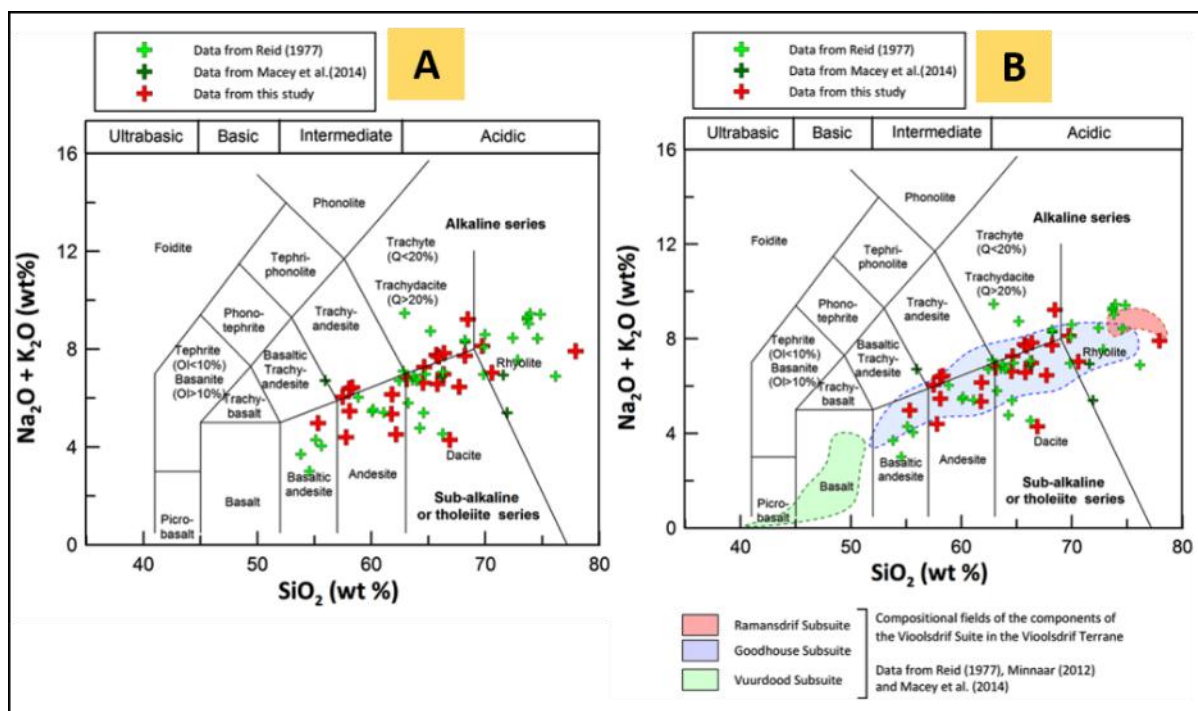 Data from Reid (1977)
Data from Macey et al.(2014)
Data from this study
A
Ultrabasic Basic Intermediate Acidic
16
12
8
4
0
Na2O + K2O (wt%)
Foidite
Phonolite
Tephri-
phonolite
Phono-
tephrite
Tephrite (Ol<10%)
Basanite
(Ol>10%)
Trachy-
basalt
Basaltic
Trachy-
andesite
Trachy-
andesite
Alkaline series
Trachyte
(Q<20%)
Trachydacite
(Q>20%)
Rhyolite
Dacite
Andesite
Basaltic
andesite
Basalt
Picro-
basalt
Sub-alkaline
or tholeiite series
40 50 60 70 80
SiO2 (wt %)
Data from Reid (1977)
Data from Macey et al.(2014)
Data from this study
B
Ultrabasic Basic Intermediate Acidic
16
12
8
4
0
Na2O + K2O (wt%)
Foidite
Phonolite
Tephri-
phonolite
Phono-
tephrite
Tephrite (Ol<10%)
Basanite
(Ol>10%)
Trachy-
basalt
Basaltic
Trachy-
andesite
Trachy-
andesite
Alkaline series
Trachyte
(Q<20%)
Trachydacite
(Q>20%)
Rhyolite
Dacite
Andesite
Basaltic
andesite
Basalt
Picro-
basalt
Sub-alkaline
or tholeiite series
40 50 60 70 80
SiO2 (wt %)
Ramansdrif Subsuite
Goodhouse Subsuite
Vuurdood Subsuite
Compositional fields of the components of
the Vioolsdrif Suite in the Vioolsdrif Terrane
Data from Reid (1977), Minnaar (2012)
and Macey et al. (2014)